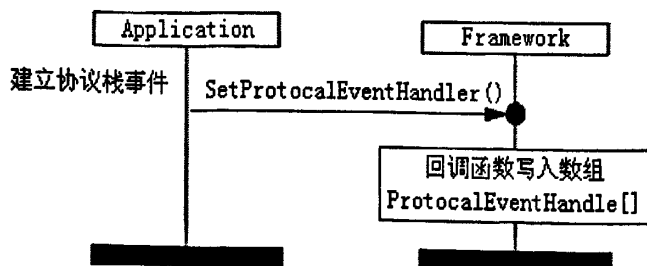 Application
Framework
建立协议栈事件
SetProtocalEventHandler()
回调函数写入数组
ProtocalEventHandle[]